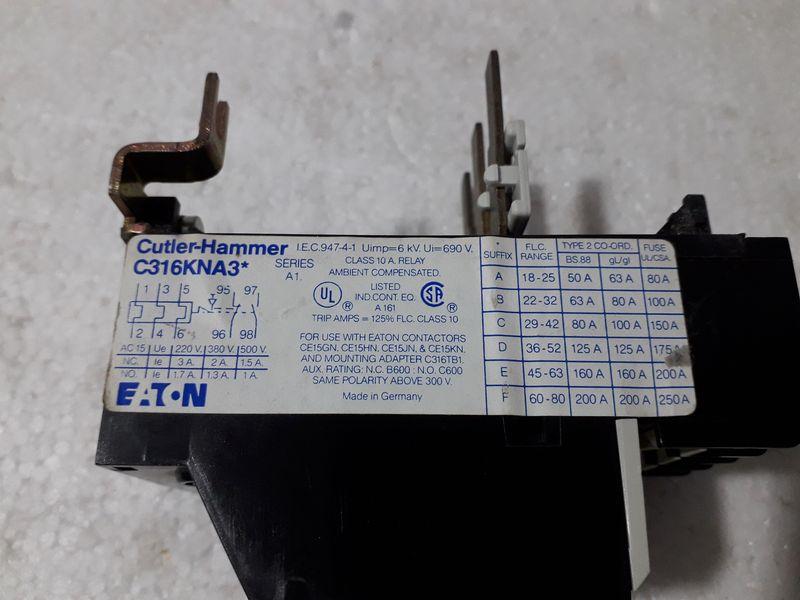 Cutler-Hammer
C316KNA3*
SERIES
A1.
1 3 5 95 97
2 4 6 96 98
AC 15 Ue 220 V. 380 V. 500 V.
N.C. Ie 3 A. 2 A. 1.5 A.
NO. Ie 1.7 A. 1.3 A. 1 A.
EATON
I.E.C.947-4-1 Uimp=6 kV. Ui=690 V.
CLASS 10 A. RELAY
AMBIENT COMPENSATED.
UL ® LISTED SA ®
IND.CONT. EQ.
A 161
TRIP AMPS = 125% FLC. CLASS 10
FOR USE WITH EATON CONTACTORS
CE15GN, CE15HN, CE15JN, & CE15KN.
AND MOUNTING ADAPTER C316TB1.
AUX. RATING: N.C. B600 : N.O. C600
SAME POLARITY ABOVE 300 V.
Made in Germany
* SUFFIX F.L.C. RANGE TYPE 2 CO-ORD. FUSE
BS.88 gL/gI UL/CSA.
A 18-25 50 A 63 A 80 A
B 22-32 63 A 80 A 100 A
C 29-42 80 A 100 A 150 A
D 36-52 125 A 125 A 175 A
E 45-63 160 A 160 A 200 A
F 60-80 200 A 200 A 250 A